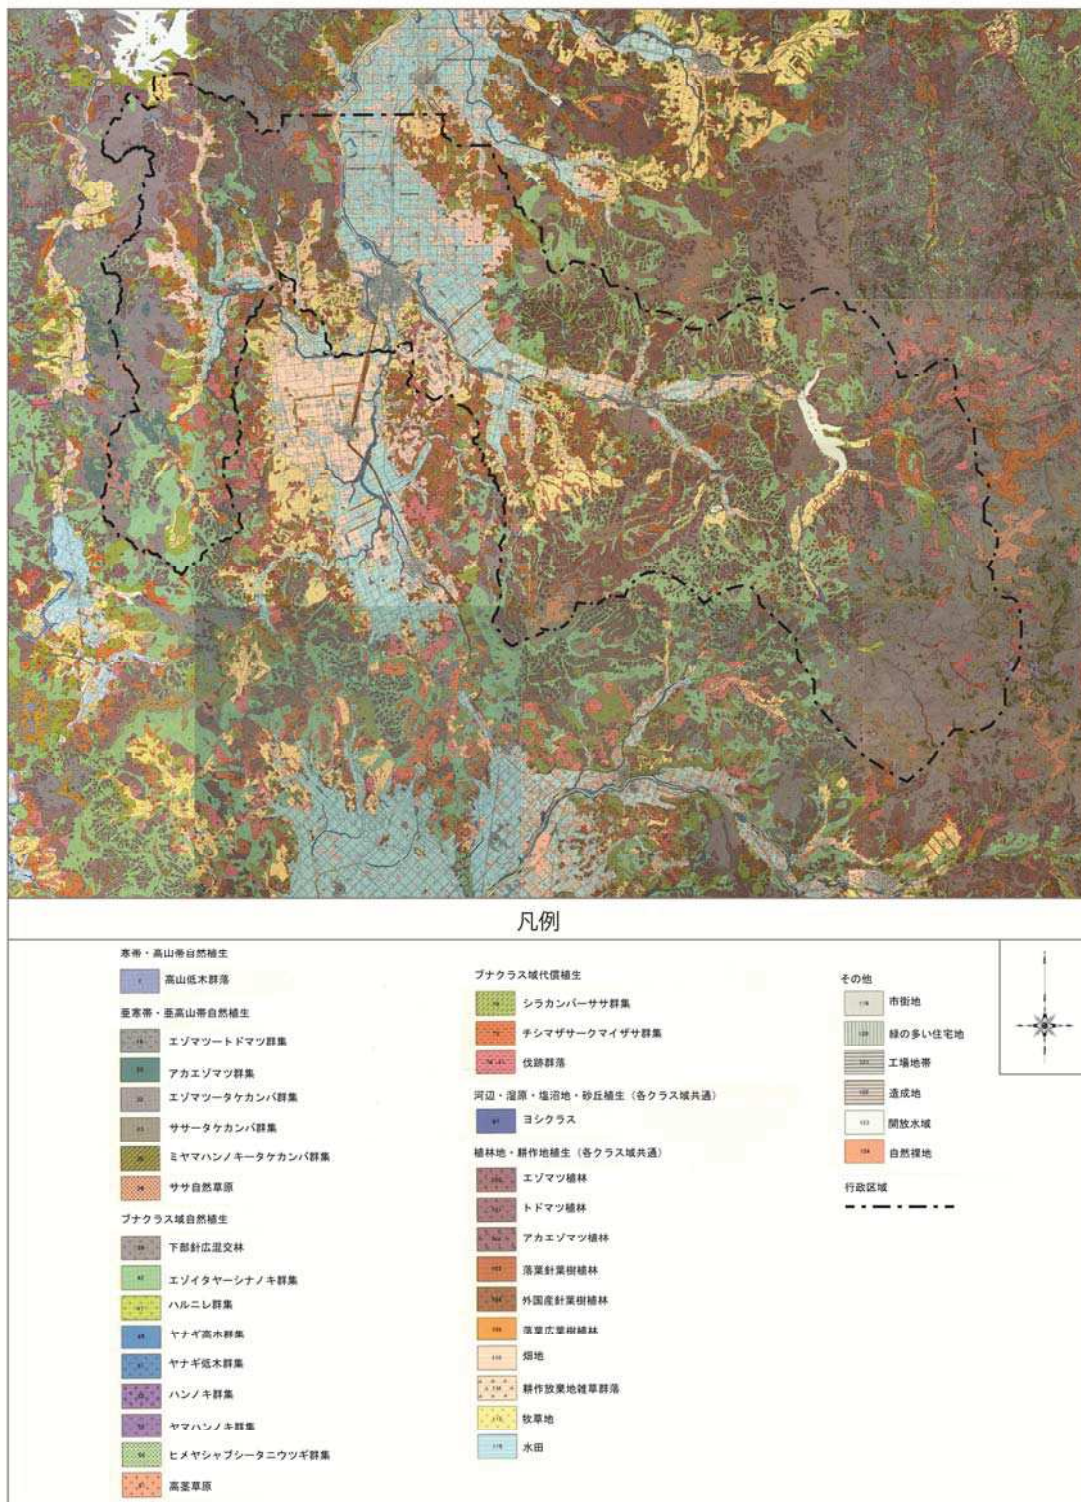 凡例
寒帯・高山帯自然植生
高山低木群落
亜寒帯・亜高山帯自然植生
エゾマツートドマツ群集
アカエゾマツ群集
エゾマツータケカンバ群集
ササータケカンバ群集
ミヤマハンノキータケカンバ群集
ササ自然草原
ブナクラス域自然植生
下部針広混交林
エゾイタヤーシナノキ群集
ハルニレ群集
ヤナギ高木群集
ヤナギ低木群集
ハンノキ群集
ヤマハンノキ群集
ヒメヤシャブシータニウツギ群集
高茎草原
ブナクラス域代償植生
シラカンバーササ群集
チシマザサークマイザサ群集
伐跡群落
河辺・湿原・塩沼地・砂丘植生（各クラス域共通）
ヨシクラス
植林地・耕作地植生（各クラス域共通）
エゾマツ植林
トドマツ植林
アカエゾマツ植林
落葉針葉樹植林
外国産針葉樹植林
落葉広葉樹植林
畑地
耕作放棄地雑草群落
牧草地
水田
その他
市街地
緑の多い住宅地
工場地帯
造成地
開放水域
自然裸地
行政区域